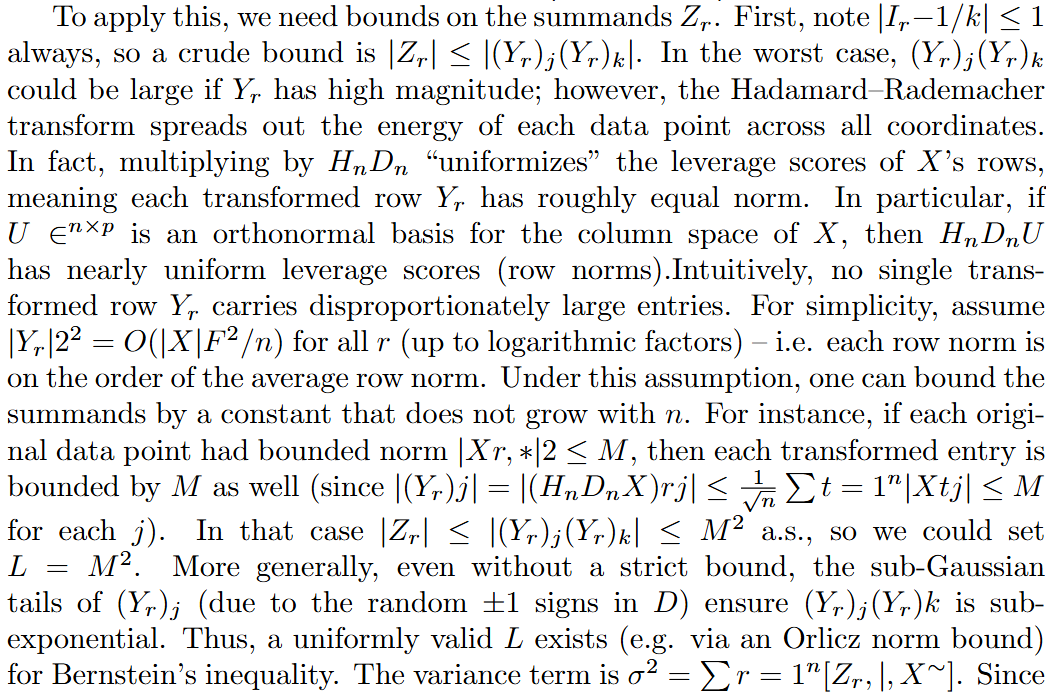 To apply this, we need bounds on the summands $Z_r$. First, note $|I_r - 1/k| \leq 1$
always, so a crude bound is $|Z_r| \leq |(Y_r)_j(Y_r)_k|$. In the worst case, $(Y_r)_j(Y_r)_k$
could be large if $Y_r$ has high magnitude; however, the Hadamard–Rademacher
transform spreads out the energy of each data point across all coordinates.
In fact, multiplying by $H_nD_n$ “uniformizes” the leverage scores of $X$’s rows,
meaning each transformed row $Y_r$ has roughly equal norm. In particular, if
$U \in^{n \times p}$ is an orthonormal basis for the column space of $X$, then $H_nD_nU$
has nearly uniform leverage scores (row norms).Intuitively, no single trans-
formed row $Y_r$ carries disproportionately large entries. For simplicity, assume
$|Y_r|2^2 = O(|X|F^2/n)$ for all $r$ (up to logarithmic factors) – i.e. each row norm is
on the order of the average row norm. Under this assumption, one can bound the
summands by a constant that does not grow with $n$. For instance, if each origi-
nal data point had bounded norm $|Xr, *|2 \leq M$, then each transformed entry is
bounded by $M$ as well (since $|(Y_r)j| = |(H_nD_nX)rj| \leq \frac{1}{\sqrt{n}} \sum t = 1^n|Xtj| \leq M$
for each $j$). In that case $|Z_r| \leq |(Y_r)_j(Y_r)_k| \leq M^2$ a.s., so we could set
$L = M^2$. More generally, even without a strict bound, the sub-Gaussian
tails of $(Y_r)_j$ (due to the random $\pm 1$ signs in $D$) ensure $(Y_r)_j(Y_r)k$ is sub-
exponential. Thus, a uniformly valid $L$ exists (e.g. via an Orlicz norm bound)
for Bernstein’s inequality. The variance term is $\sigma^2 = \sum r = 1^n[Z_r, |, X^\sim]$. Since